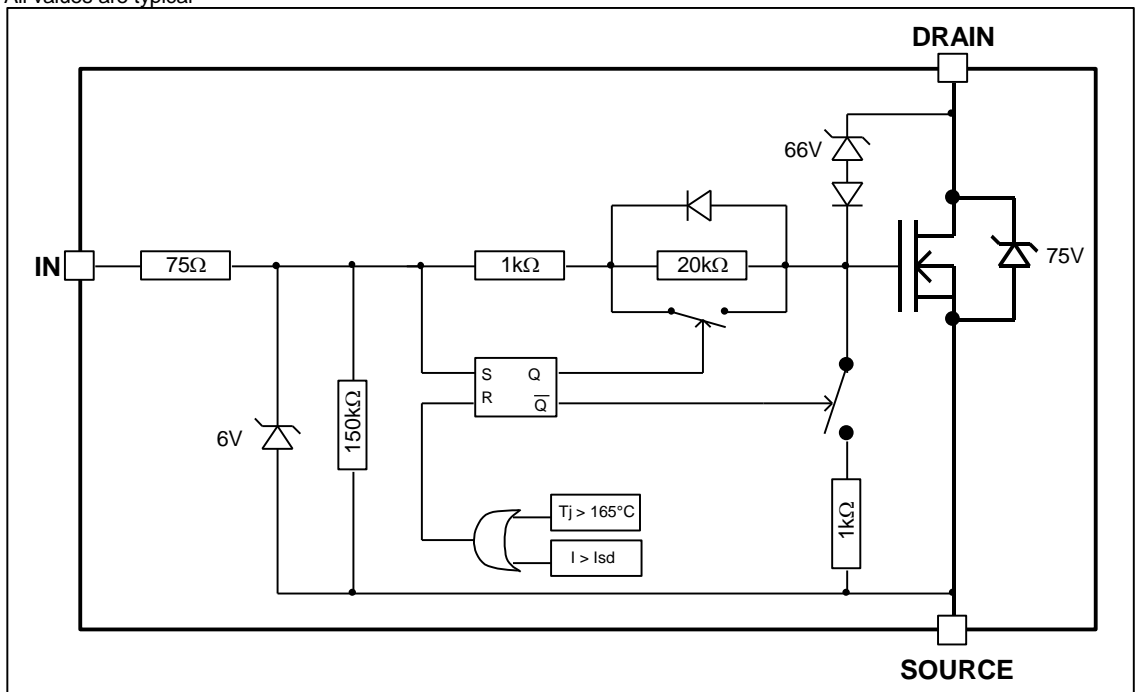 All values are typical
DRAIN
66V
75V
IN
75Ω
1kΩ
20kΩ
S Q
R Q̅
6V
150kΩ
Tj > 165°C
I > Isd
1kΩ
SOURCE